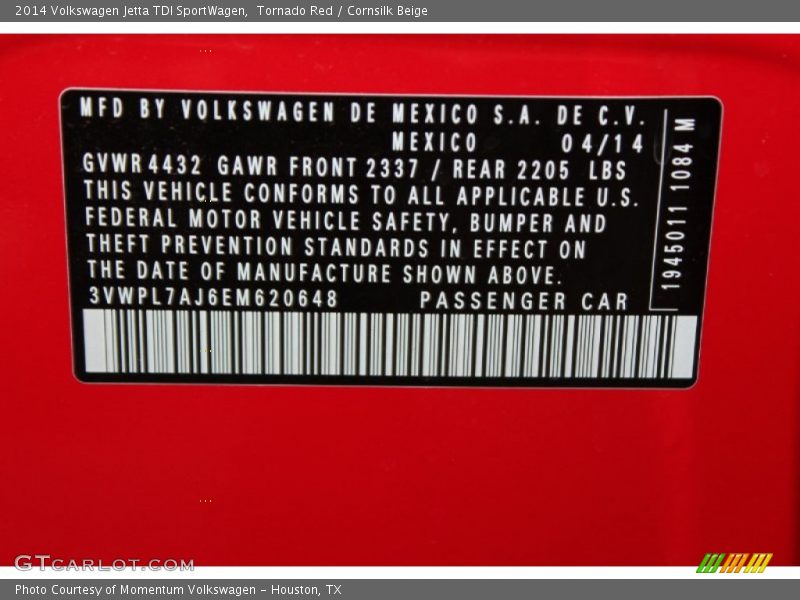 2014 Volkswagen Jetta TDI SportWagen,  Tornado Red / Cornsilk Beige
MFD BY VOLKSWAGEN DE MEXICO S.A. DE C.V.
MEXICO 04/14
GVWR 4432 GAWR FRONT 2337 / REAR 2205 LBS
THIS VEHICLE CONFORMS TO ALL APPLICABLE U.S.
FEDERAL MOTOR VEHICLE SAFETY, BUMPER AND
THEFT PREVENTION STANDARDS IN EFFECT ON
THE DATE OF MANUFACTURE SHOWN ABOVE.
3VWPL7AJ6EM620648 PASSENGER CAR
1945011 1084 M
GTCARLOT.COM
Photo Courtesy of Momentum Volkswagen – Houston, TX